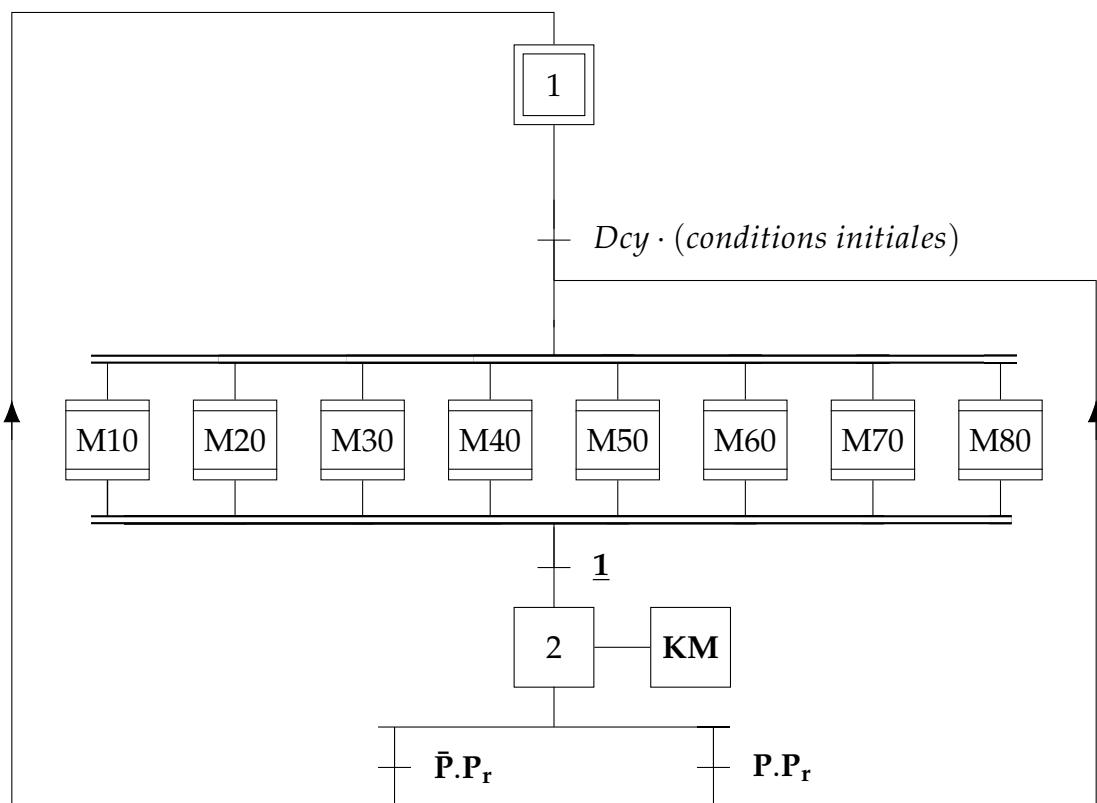 1
Dcy · (conditions initiales)
M10 M20 M30 M40 M50 M60 M70 M80
1
2 KM
P̄.Pr P.Pr